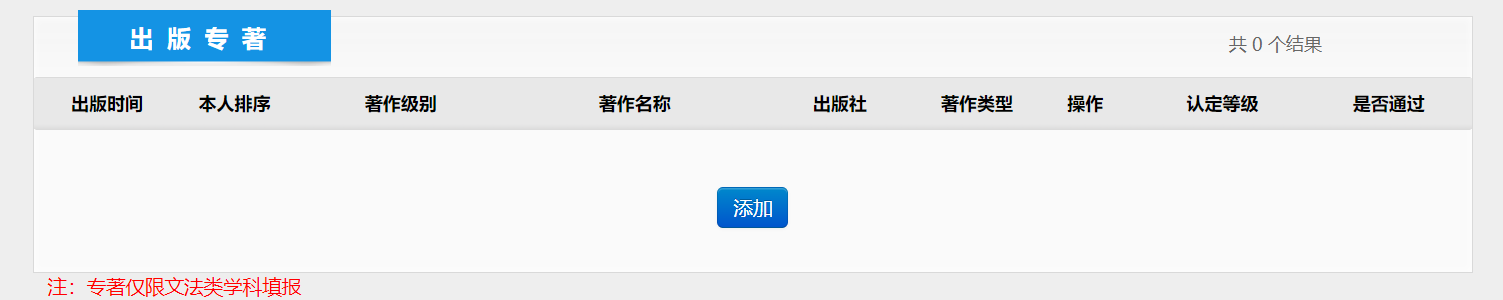 出版专著
共 0 个结果
出版时间 本人排序 著作级别 著作名称 出版社 著作类型 操作 认定等级 是否通过
添加
注：专著仅限文法类学科填报